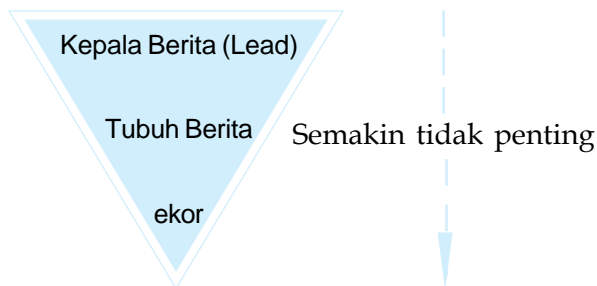 Kepala Berita (Lead)
Tubuh Berita
Semakin tidak penting
ekor